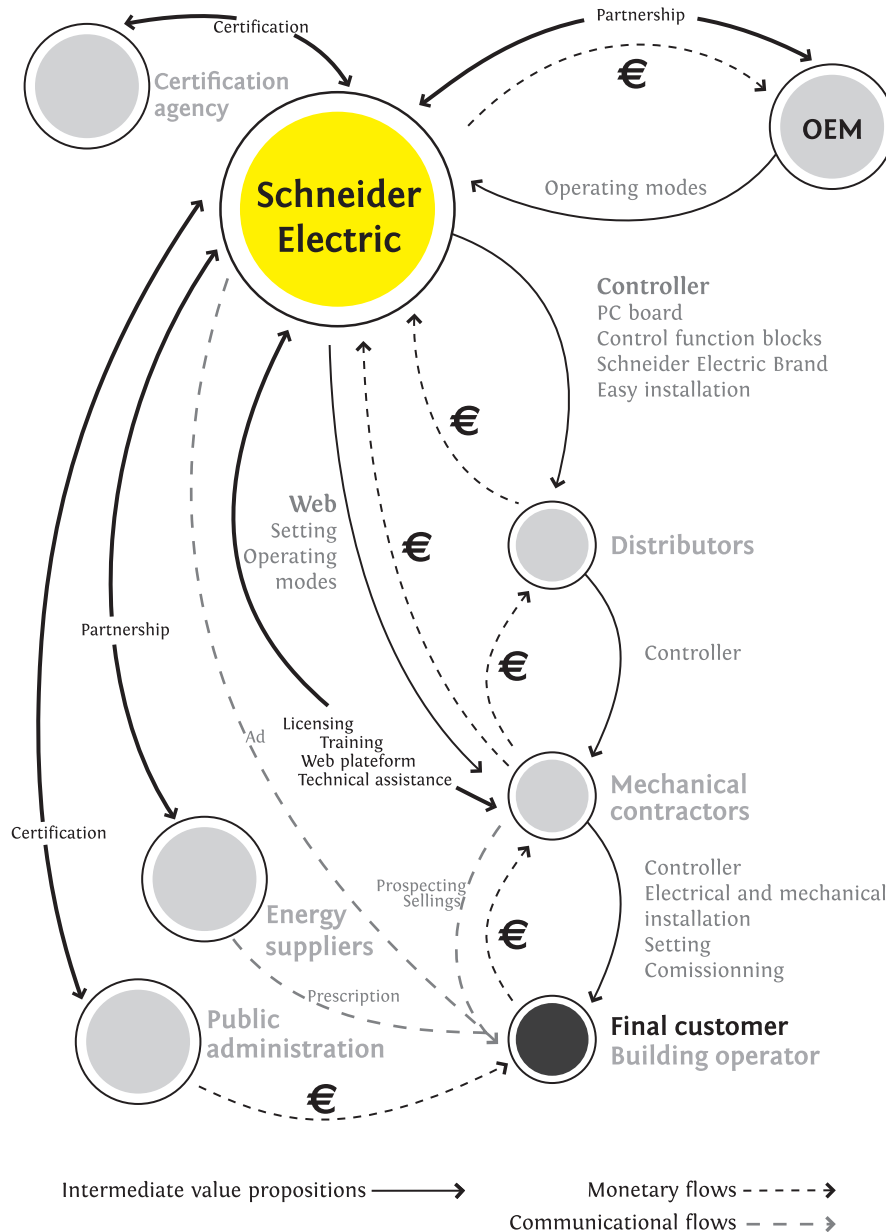 Partnership
Certification
€
Certification
agency
OEM
Schneider
Electric
Operating modes
Controller
PC board
Control function blocks
Schneider Electric Brand
Easy installation
€
Web
Setting
Operating
modes
€
Distributors
Partnership
Controller
€
Licensing
Training
Web plateform
Technical assistance
Ad
Mechanical
contractors
Certification
Prospecting
Sellings
Controller
Electrical and mechanical
installation
Setting
Comissionning
€
Energy
suppliers
Prescription
Public
administration
Final customer
Building operator
€
Intermediate value propositions
Monetary flows
Communicational flows